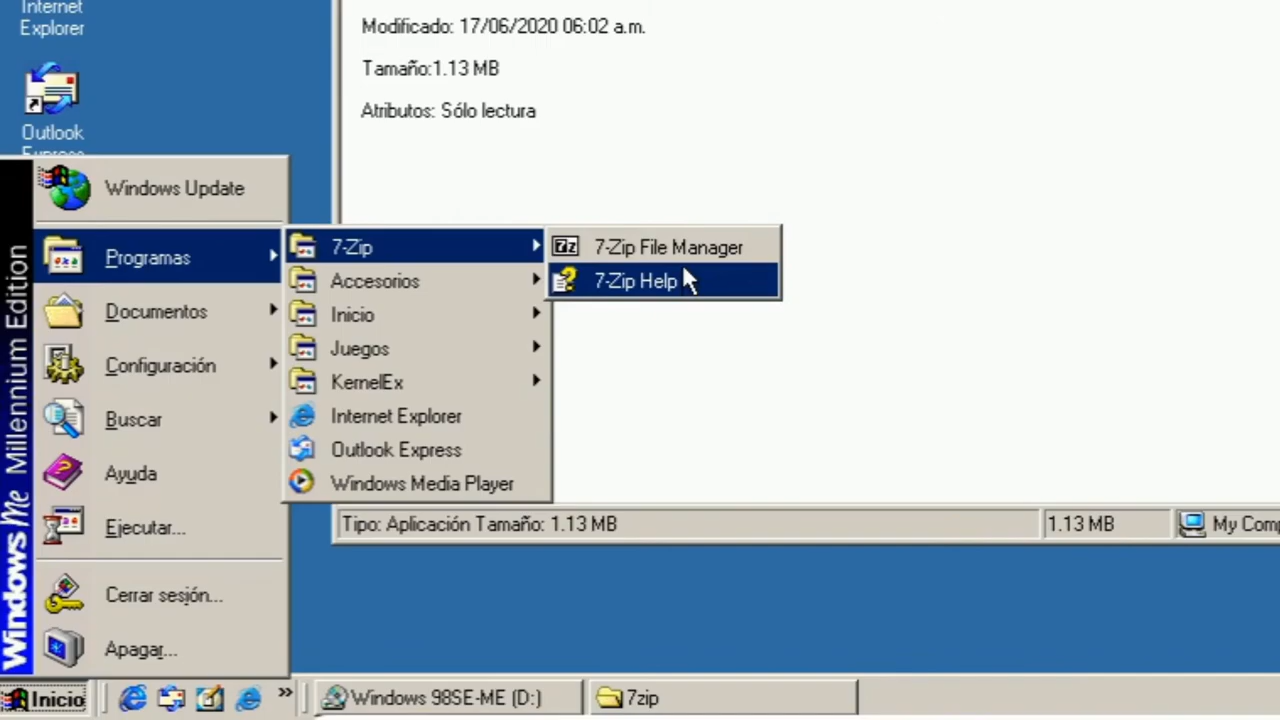 Internet
Explorer
Outlook
Express
Modificado: 17/06/2020 06:02 a.m.
Tamaño:1.13 MB
Atributos: Sólo lectura
Windows Me Millennium Edition
Windows Update
Programas
Documentos
Configuración
Buscar
Ayuda
Ejecutar...
Cerrar sesión...
Apagar...
7-Zip
Accesorios
Inicio
Juegos
KernelEx
Internet Explorer
Outlook Express
Windows Media Player
7-Zip File Manager
7-Zip Help
Tipo: Aplicación Tamaño: 1.13 MB
1.13 MB
My Comp
Inicio
»
Windows 98SE-ME (D:)
7zip